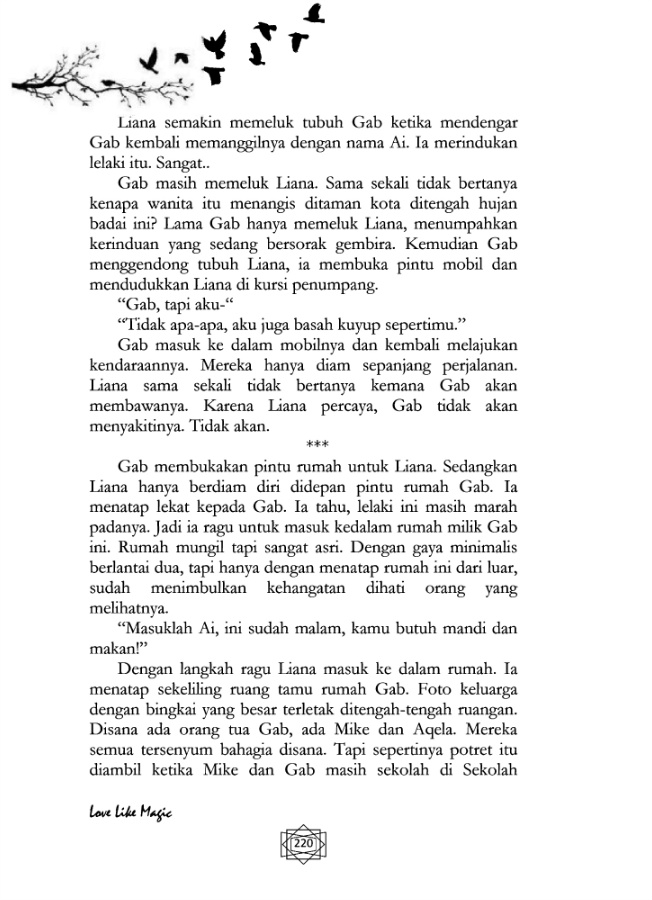 Liana semakin memeluk tubuh Gab ketika mendengar
Gab kembali memanggilnya dengan nama Ai. Ia merindukan
lelaki itu. Sangat..
Gab masih memeluk Liana. Sama sekali tidak bertanya
kenapa wanita itu menangis ditaman kota ditengah hujan
badai ini? Lama Gab hanya memeluk Liana, menumpahkan
kerinduan yang sedang bersorak gembira. Kemudian Gab
menggendong tubuh Liana, ia membuka pintu mobil dan
mendudukkan Liana di kursi penumpang.
“Gab, tapi aku-“
“Tidak apa-apa, aku juga basah kuyup sepertimu.”
Gab masuk ke dalam mobilnya dan kembali melajukan
kendaraannya. Mereka hanya diam sepanjang perjalanan.
Liana sama sekali tidak bertanya kemana Gab akan
membawanya. Karena Liana percaya, Gab tidak akan
menyakitinya. Tidak akan.
***
Gab membukakan pintu rumah untuk Liana. Sedangkan
Liana hanya berdiam diri didepan pintu rumah Gab. Ia
menatap lekat kepada Gab. Ia tahu, lelaki ini masih marah
padanya. Jadi ia ragu untuk masuk kedalam rumah milik Gab
ini. Rumah mungil tapi sangat asri. Dengan gaya minimalis
berlantai dua, tapi hanya dengan menatap rumah ini dari luar,
sudah menimbulkan kehangatan dihati orang yang
melihatnya.
“Masuklah Ai, ini sudah malam, kamu butuh mandi dan
makan!”
Dengan langkah ragu Liana masuk ke dalam rumah. Ia
menatap sekeliling ruang tamu rumah Gab. Foto keluarga
dengan bingkai yang besar terletak ditengah-tengah ruangan.
Disana ada orang tua Gab, ada Mike dan Aqela. Mereka
semua tersenyum bahagia disana. Tapi sepertinya potret itu
diambil ketika Mike dan Gab masih sekolah di Sekolah
Love Like Magic
220